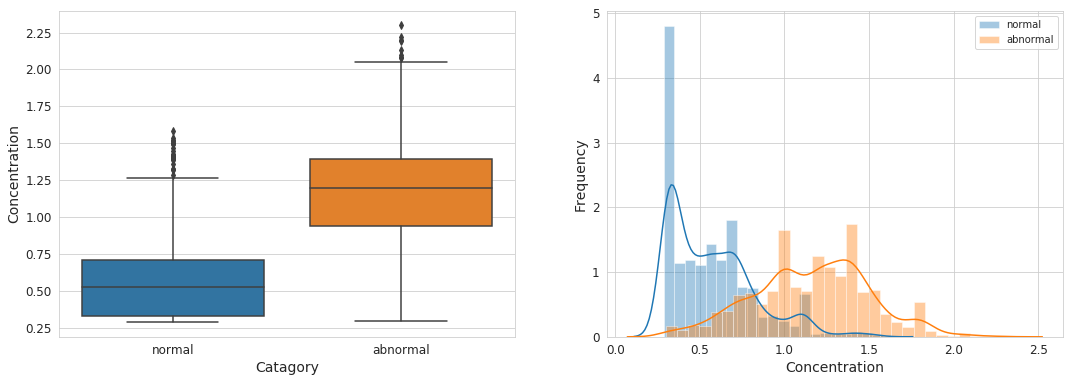 Concentration
2.25
2.00
1.75
1.50
1.25
1.00
0.75
0.50
0.25
normal
abnormal
Catagory
Frequency
5
4
3
2
1
0
0.0
0.5
1.0
1.5
2.0
2.5
Concentration
normal
abnormal